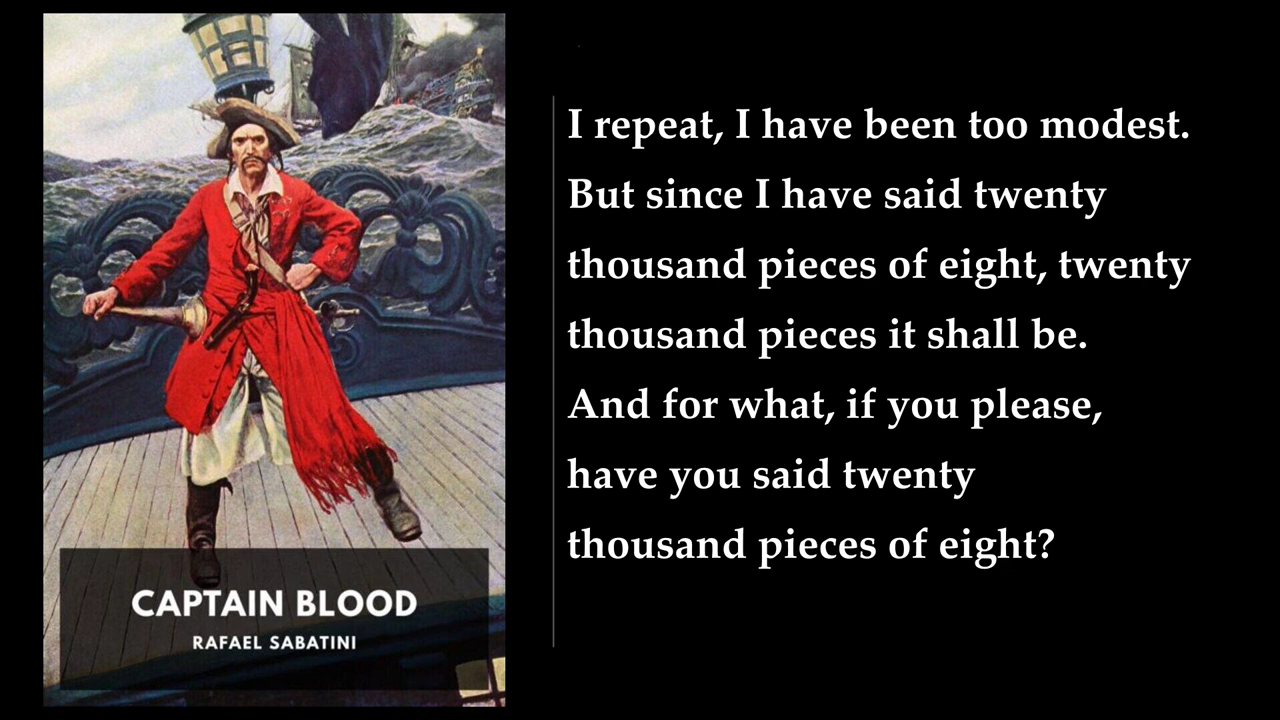 CAPTAIN BLOOD
RAFAEL SABATINI
I repeat, I have been too modest.
But since I have said twenty
thousand pieces of eight, twenty
thousand pieces it shall be.
And for what, if you please,
have you said twenty
thousand pieces of eight?